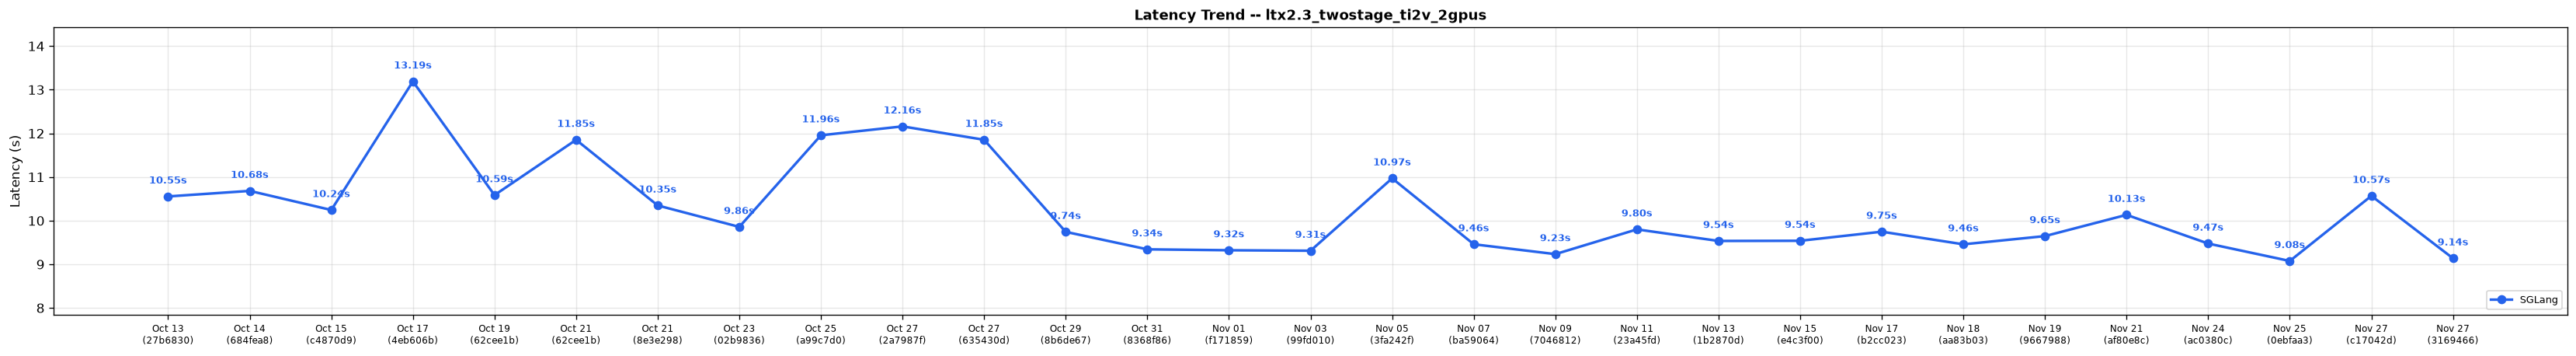 Latency Trend -- ltx2.3_twostage_ti2v_2gpus
Latency (s)
14
13
12
11
10
9
8
10.55s
10.68s
10.24s
13.19s
10.59s
11.85s
10.35s
9.86s
11.96s
12.16s
11.85s
9.74s
9.34s
9.32s
9.31s
10.97s
9.46s
9.23s
9.80s
9.54s
9.54s
9.75s
9.46s
9.65s
10.13s
9.47s
9.08s
10.57s
9.14s
SGLang
Oct 13
(27b6830)
Oct 14
(684fea8)
Oct 15
(c4870d9)
Oct 17
(4eb606b)
Oct 19
(62cee1b)
Oct 21
(62cee1b)
Oct 21
(8e3e298)
Oct 23
(02b9836)
Oct 25
(a99c7d0)
Oct 27
(2a7987f)
Oct 27
(635430d)
Oct 29
(8b6de67)
Oct 31
(8368f86)
Nov 01
(f171859)
Nov 03
(99fd010)
Nov 05
(3fa242f)
Nov 07
(ba59064)
Nov 09
(7046812)
Nov 11
(23a45fd)
Nov 13
(1b2870d)
Nov 15
(e4c3f00)
Nov 17
(b2cc023)
Nov 18
(aa83b03)
Nov 19
(9667988)
Nov 21
(af80e8c)
Nov 24
(ac0380c)
Nov 25
(0ebfaa3)
Nov 27
(c17042d)
Nov 27
(3169466)